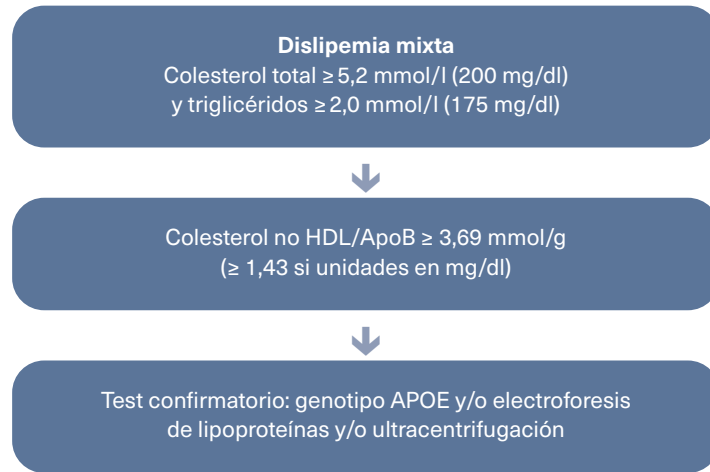 Dislipemia mixta
Colesterol total ≥ 5,2 mmol/l (200 mg/dl)
y triglicéridos ≥ 2,0 mmol/l (175 mg/dl)
Colesterol no HDL/ApoB ≥ 3,69 mmol/g
(≥ 1,43 si unidades en mg/dl)
Test confirmatorio: genotipo APOE y/o electroforesis
de lipoproteínas y/o ultracentrifugación